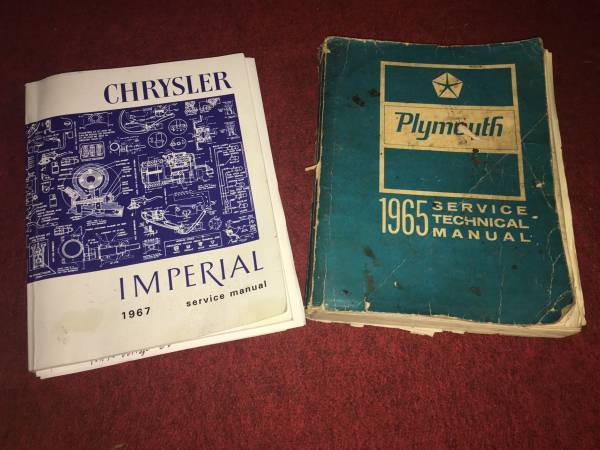 CHRYSLER
IMPERIAL
1967 service manual
Plymouth
1965 SERVICE
TECHNICAL
MANUAL